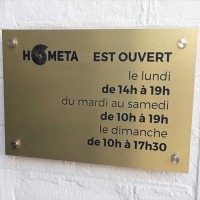 HOMETA EST OUVERT
le lundi
de 14h à 19h
du mardi au samedi
de 10h à 19h
le dimanche
de 10h à 17h30